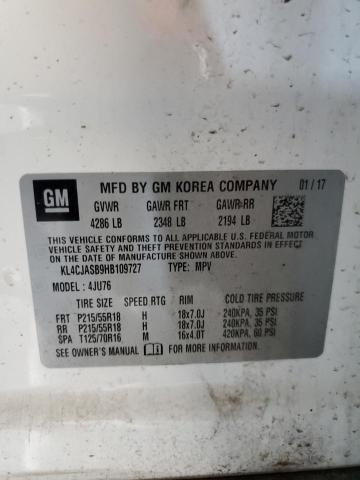 GM
MFD BY GM KOREA COMPANY 01/17
GVWR GAWR FRT GAWR RR
4286 LB 2348 LB 2194 LB
THIS VEHICLE CONFORMS TO ALL APPLICABLE U.S. FEDERAL MOTOR
VEHICLE SAFETY AND THEFT PREVENTION STANDARDS IN EFFECT
ON THE DATE OF MANUFACTURE SHOWN ABOVE.
KL4CJASB9HB109727 TYPE: MPV
MODEL: 4JU76
TIRE SIZE SPEED RTG RIM COLD TIRE PRESSURE
FRT P215/55R18 H 18x7.0J 240KPA, 35 PSI
RR P215/55R18 H 18x7.0J 240KPA, 35 PSI
SPA T125/70R16 M 16x4.0T 420KPA, 60 PSI
SEE OWNER'S MANUAL FOR ADDITIONAL INFORMATION.